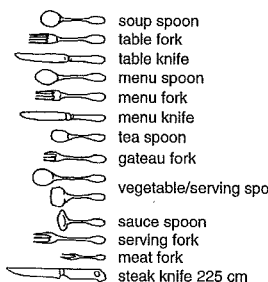 soup spoon
table fork
table knife
menu spoon
menu fork
menu knife
tea spoon
gateau fork
vegetable/serving spo
sauce spoon
serving fork
meat fork
steak knife 225 cm